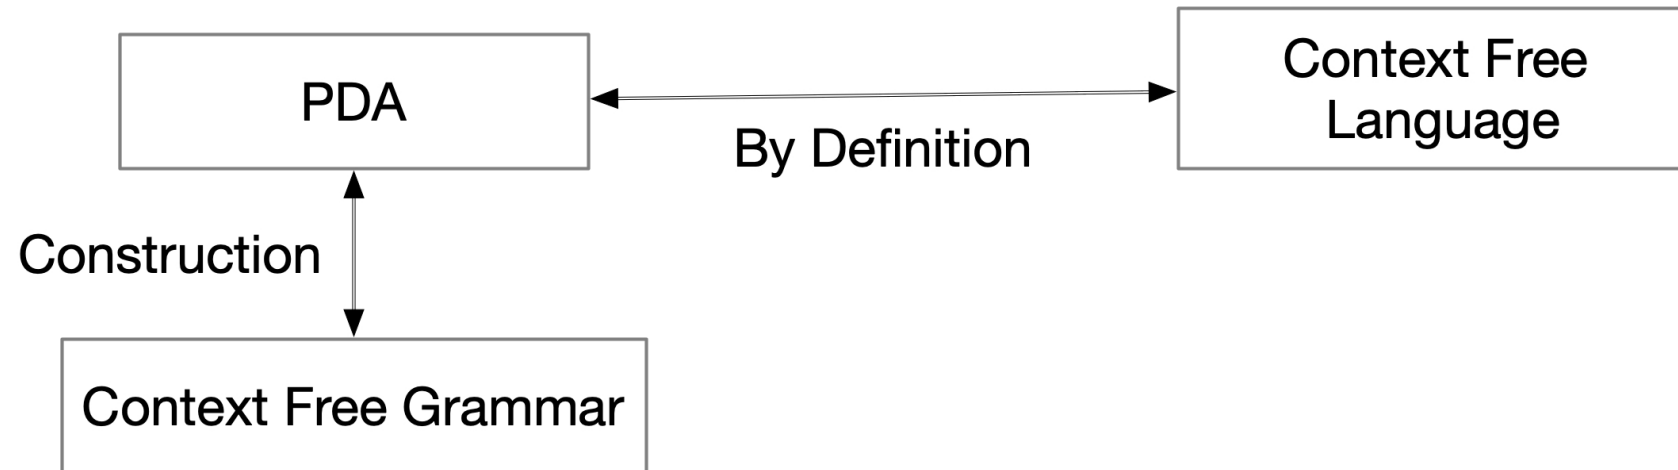 PDA
Context Free
Language
By Definition
Construction
Context Free Grammar